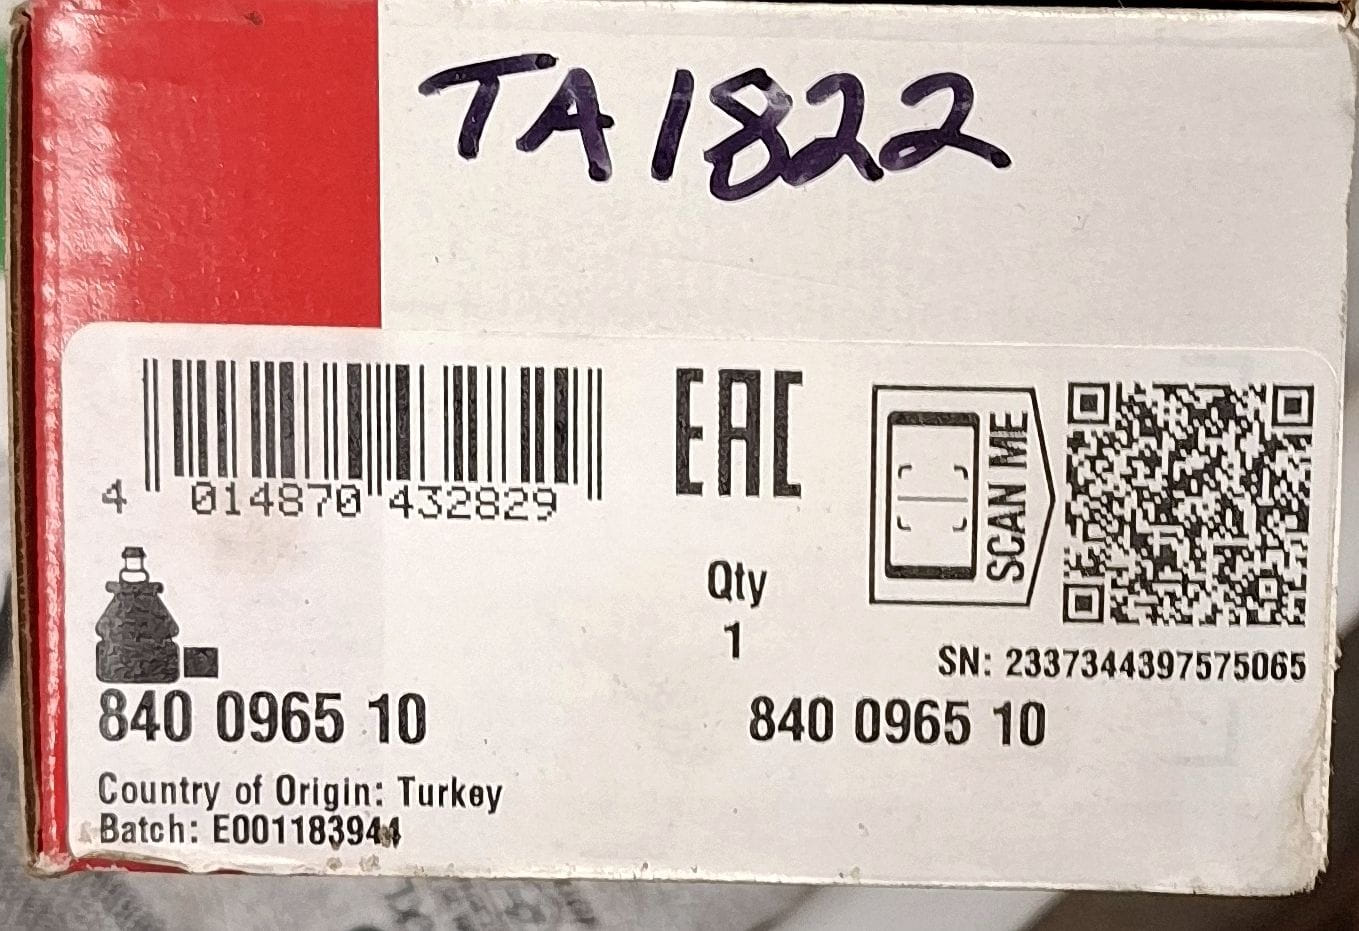 TA1822
EAC
SCAN ME
4 014870 432829
Qty
1
SN: 2337344397575065
840 0965 10
840 0965 10
Country of Origin: Turkey
Batch: E001183944